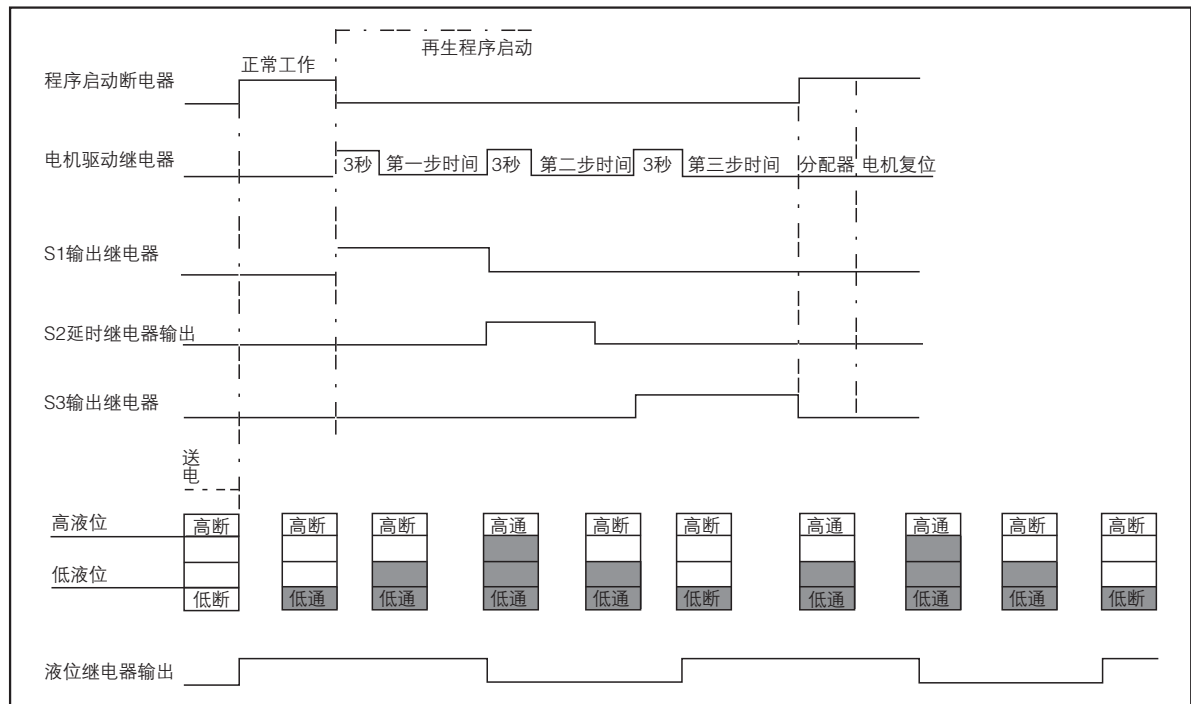 再生程序启动
正常工作
程序启动断电器
电机驱动继电器
3秒 第一步时间 3秒 第二步时间 3秒 第三步时间 分配器 电机复位
S1输出继电器
S2延时继电器输出
S3输出继电器
送电
高液位
高断 高断 高断 高通 高断 高断 高通 高通 高断 高断
低液位
低断 低通 低通 低通 低通 低断 低通 低通 低通 低断
液位继电器输出